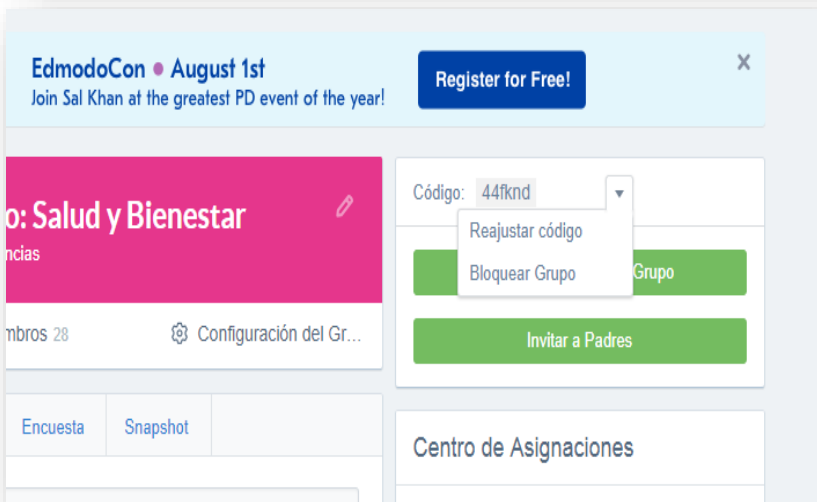 EdmodoCon • August 1st
Join Sal Khan at the greatest PD event of the year!
Register for Free!
o: Salud y Bienestar
ncias
mbros 28
Configuración del Gr...
Encuesta
Snapshot
Código: 44fknd
Reajustar código
Bloquear Grupo
Grupo
Invitar a Padres
Centro de Asignaciones